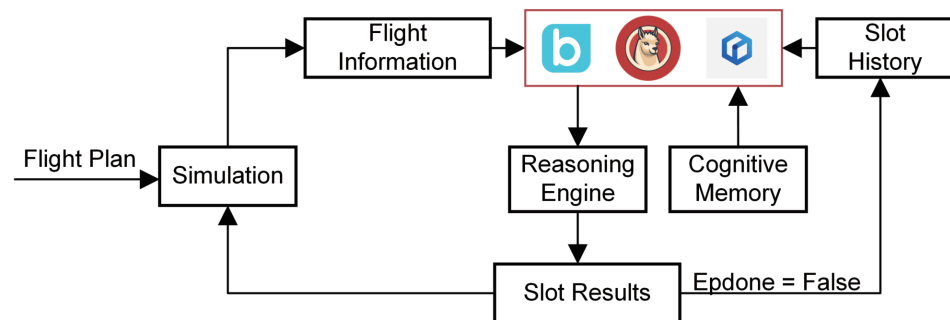 Flight
Information
b
Slot
History
Flight Plan
Simulation
Reasoning
Engine
Cognitive
Memory
Slot Results
Epdone = False